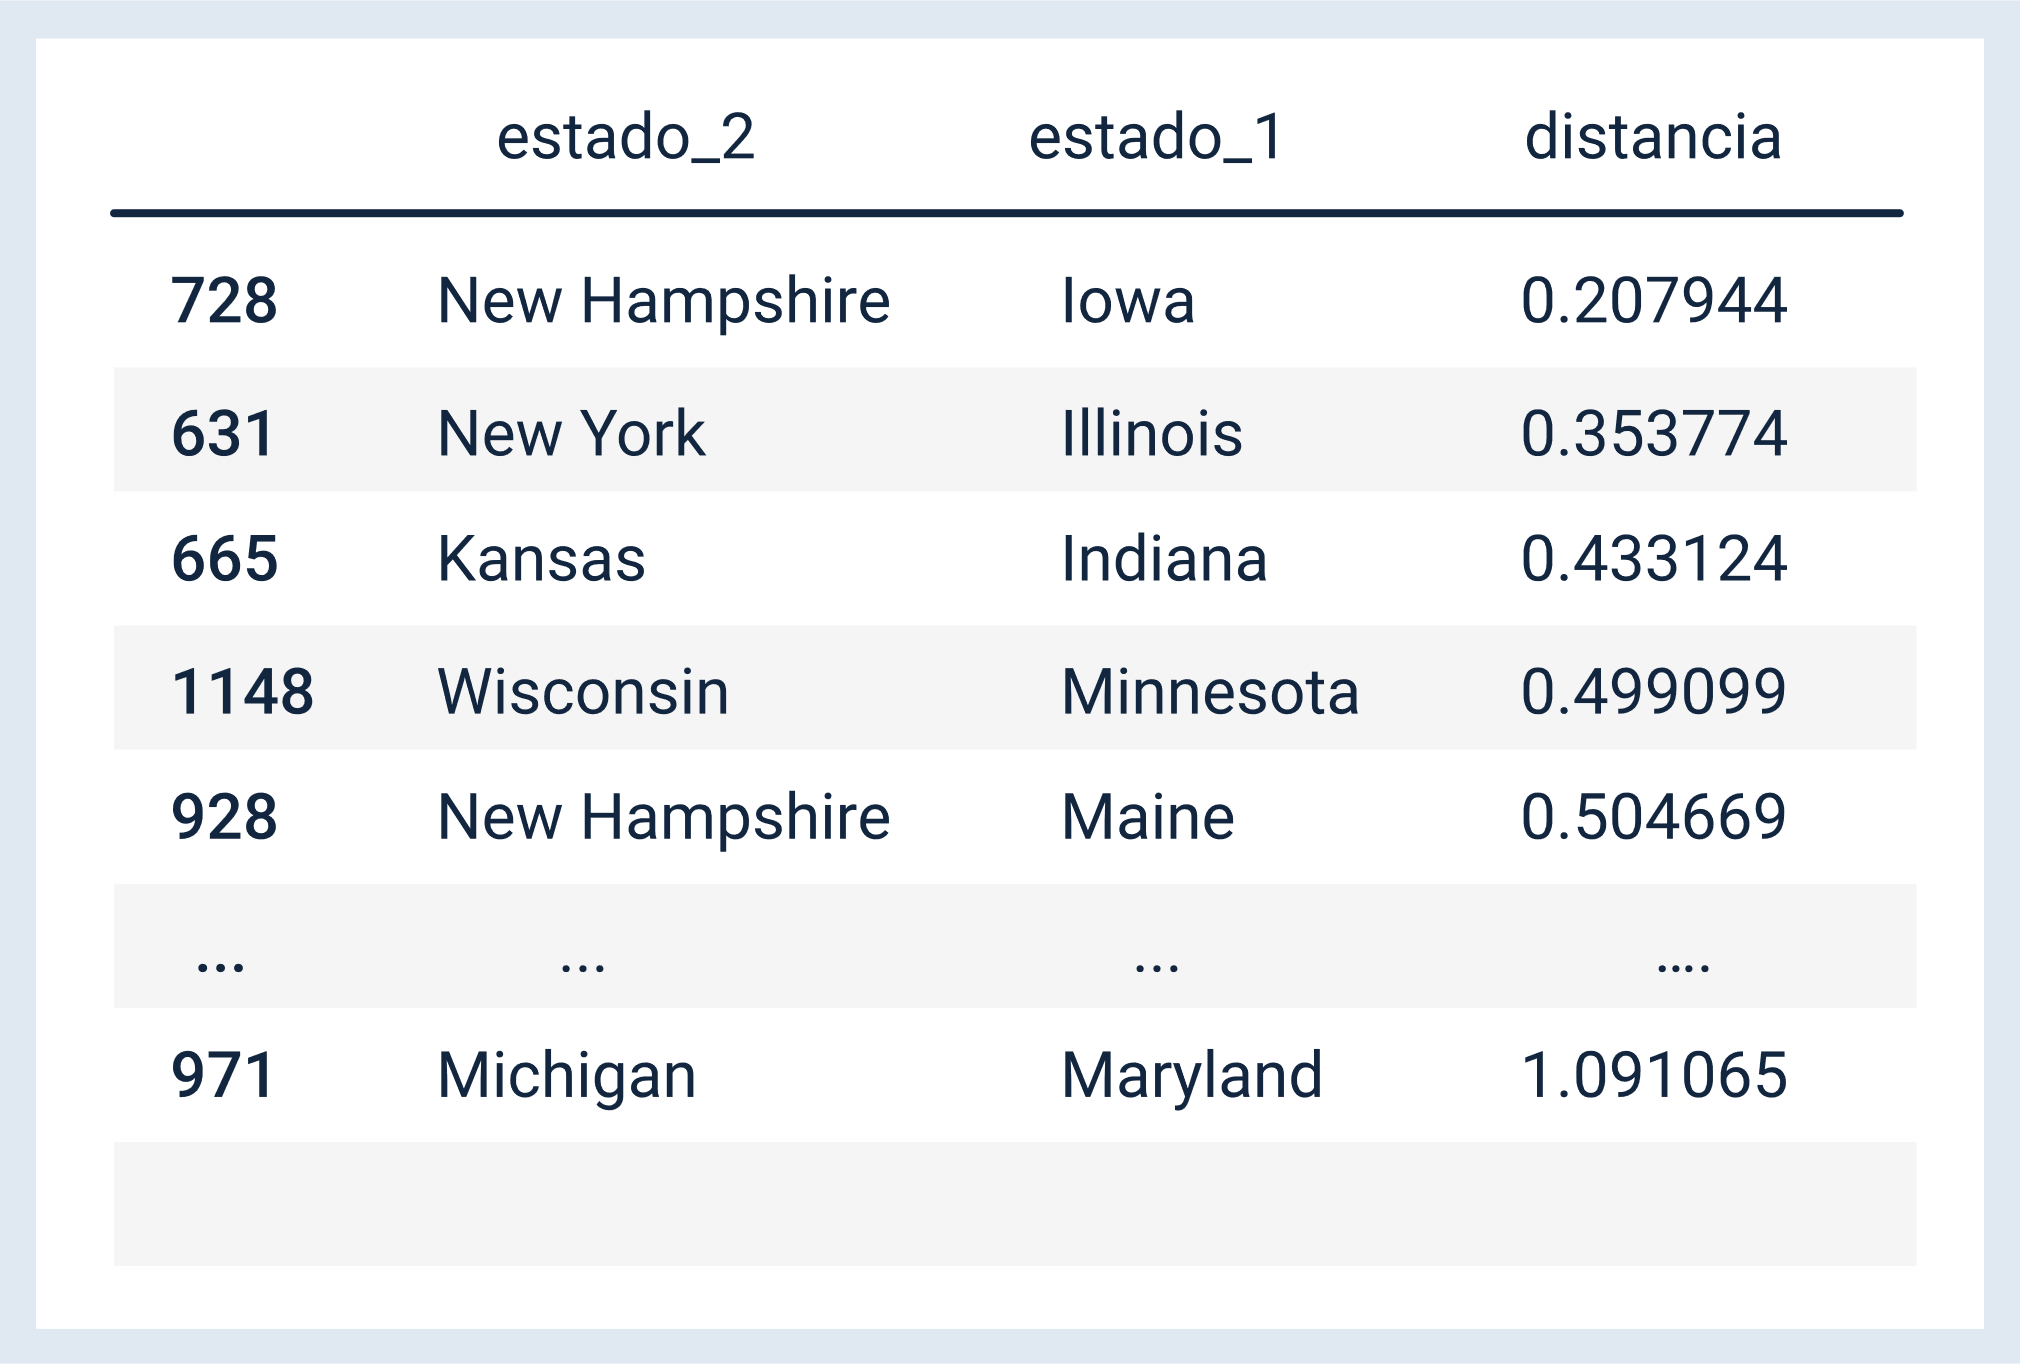 estado_2 estado_1 distancia
728 New Hampshire Iowa 0.207944
631 New York Illinois 0.353774
665 Kansas Indiana 0.433124
1148 Wisconsin Minnesota 0.499099
928 New Hampshire Maine 0.504669
... ... ... ....
971 Michigan Maryland 1.091065